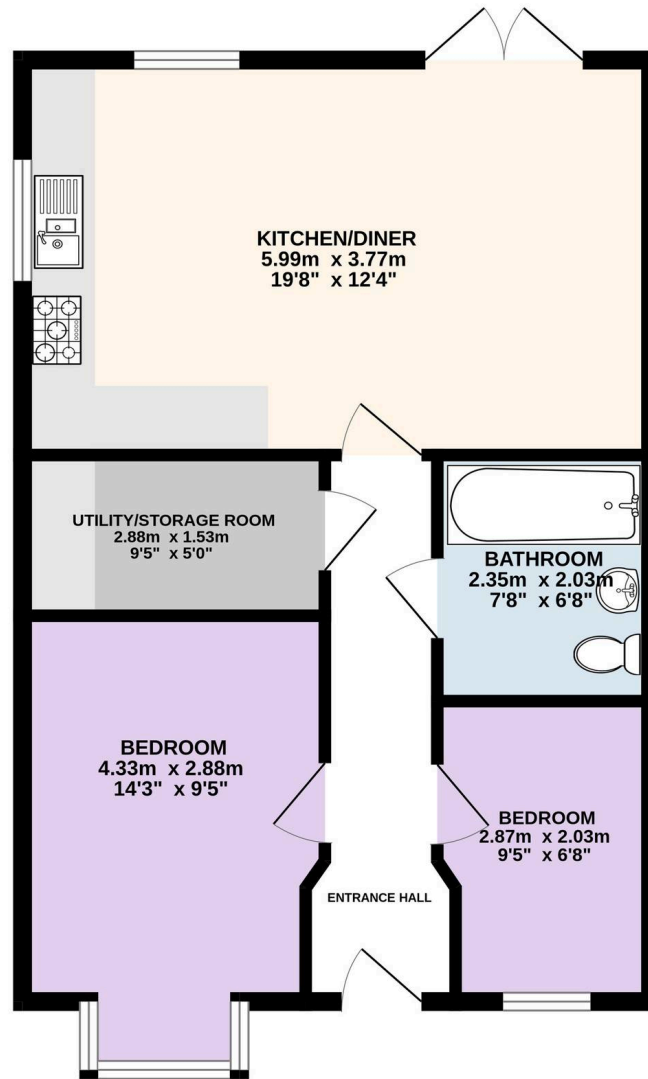 KITCHEN/DINER
5.99m x 3.77m
19'8" x 12'4"
UTILITY/STORAGE ROOM
2.88m x 1.53m
9'5" x 5'0"
BATHROOM
2.35m x 2.03m
7'8" x 6'8"
BEDROOM
4.33m x 2.88m
14'3" x 9'5"
BEDROOM
2.87m x 2.03m
9'5" x 6'8"
ENTRANCE HALL